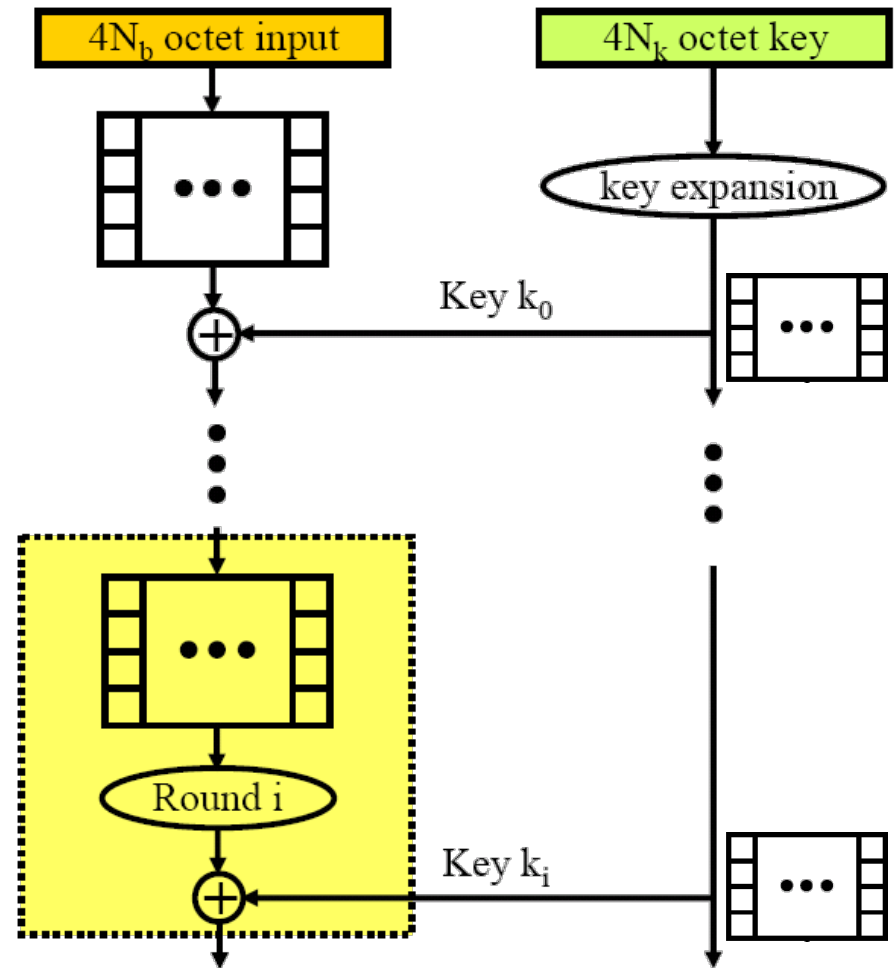 4N_b octet input
4N_k octet key
key expansion
Key k_0
Round i
Key k_i